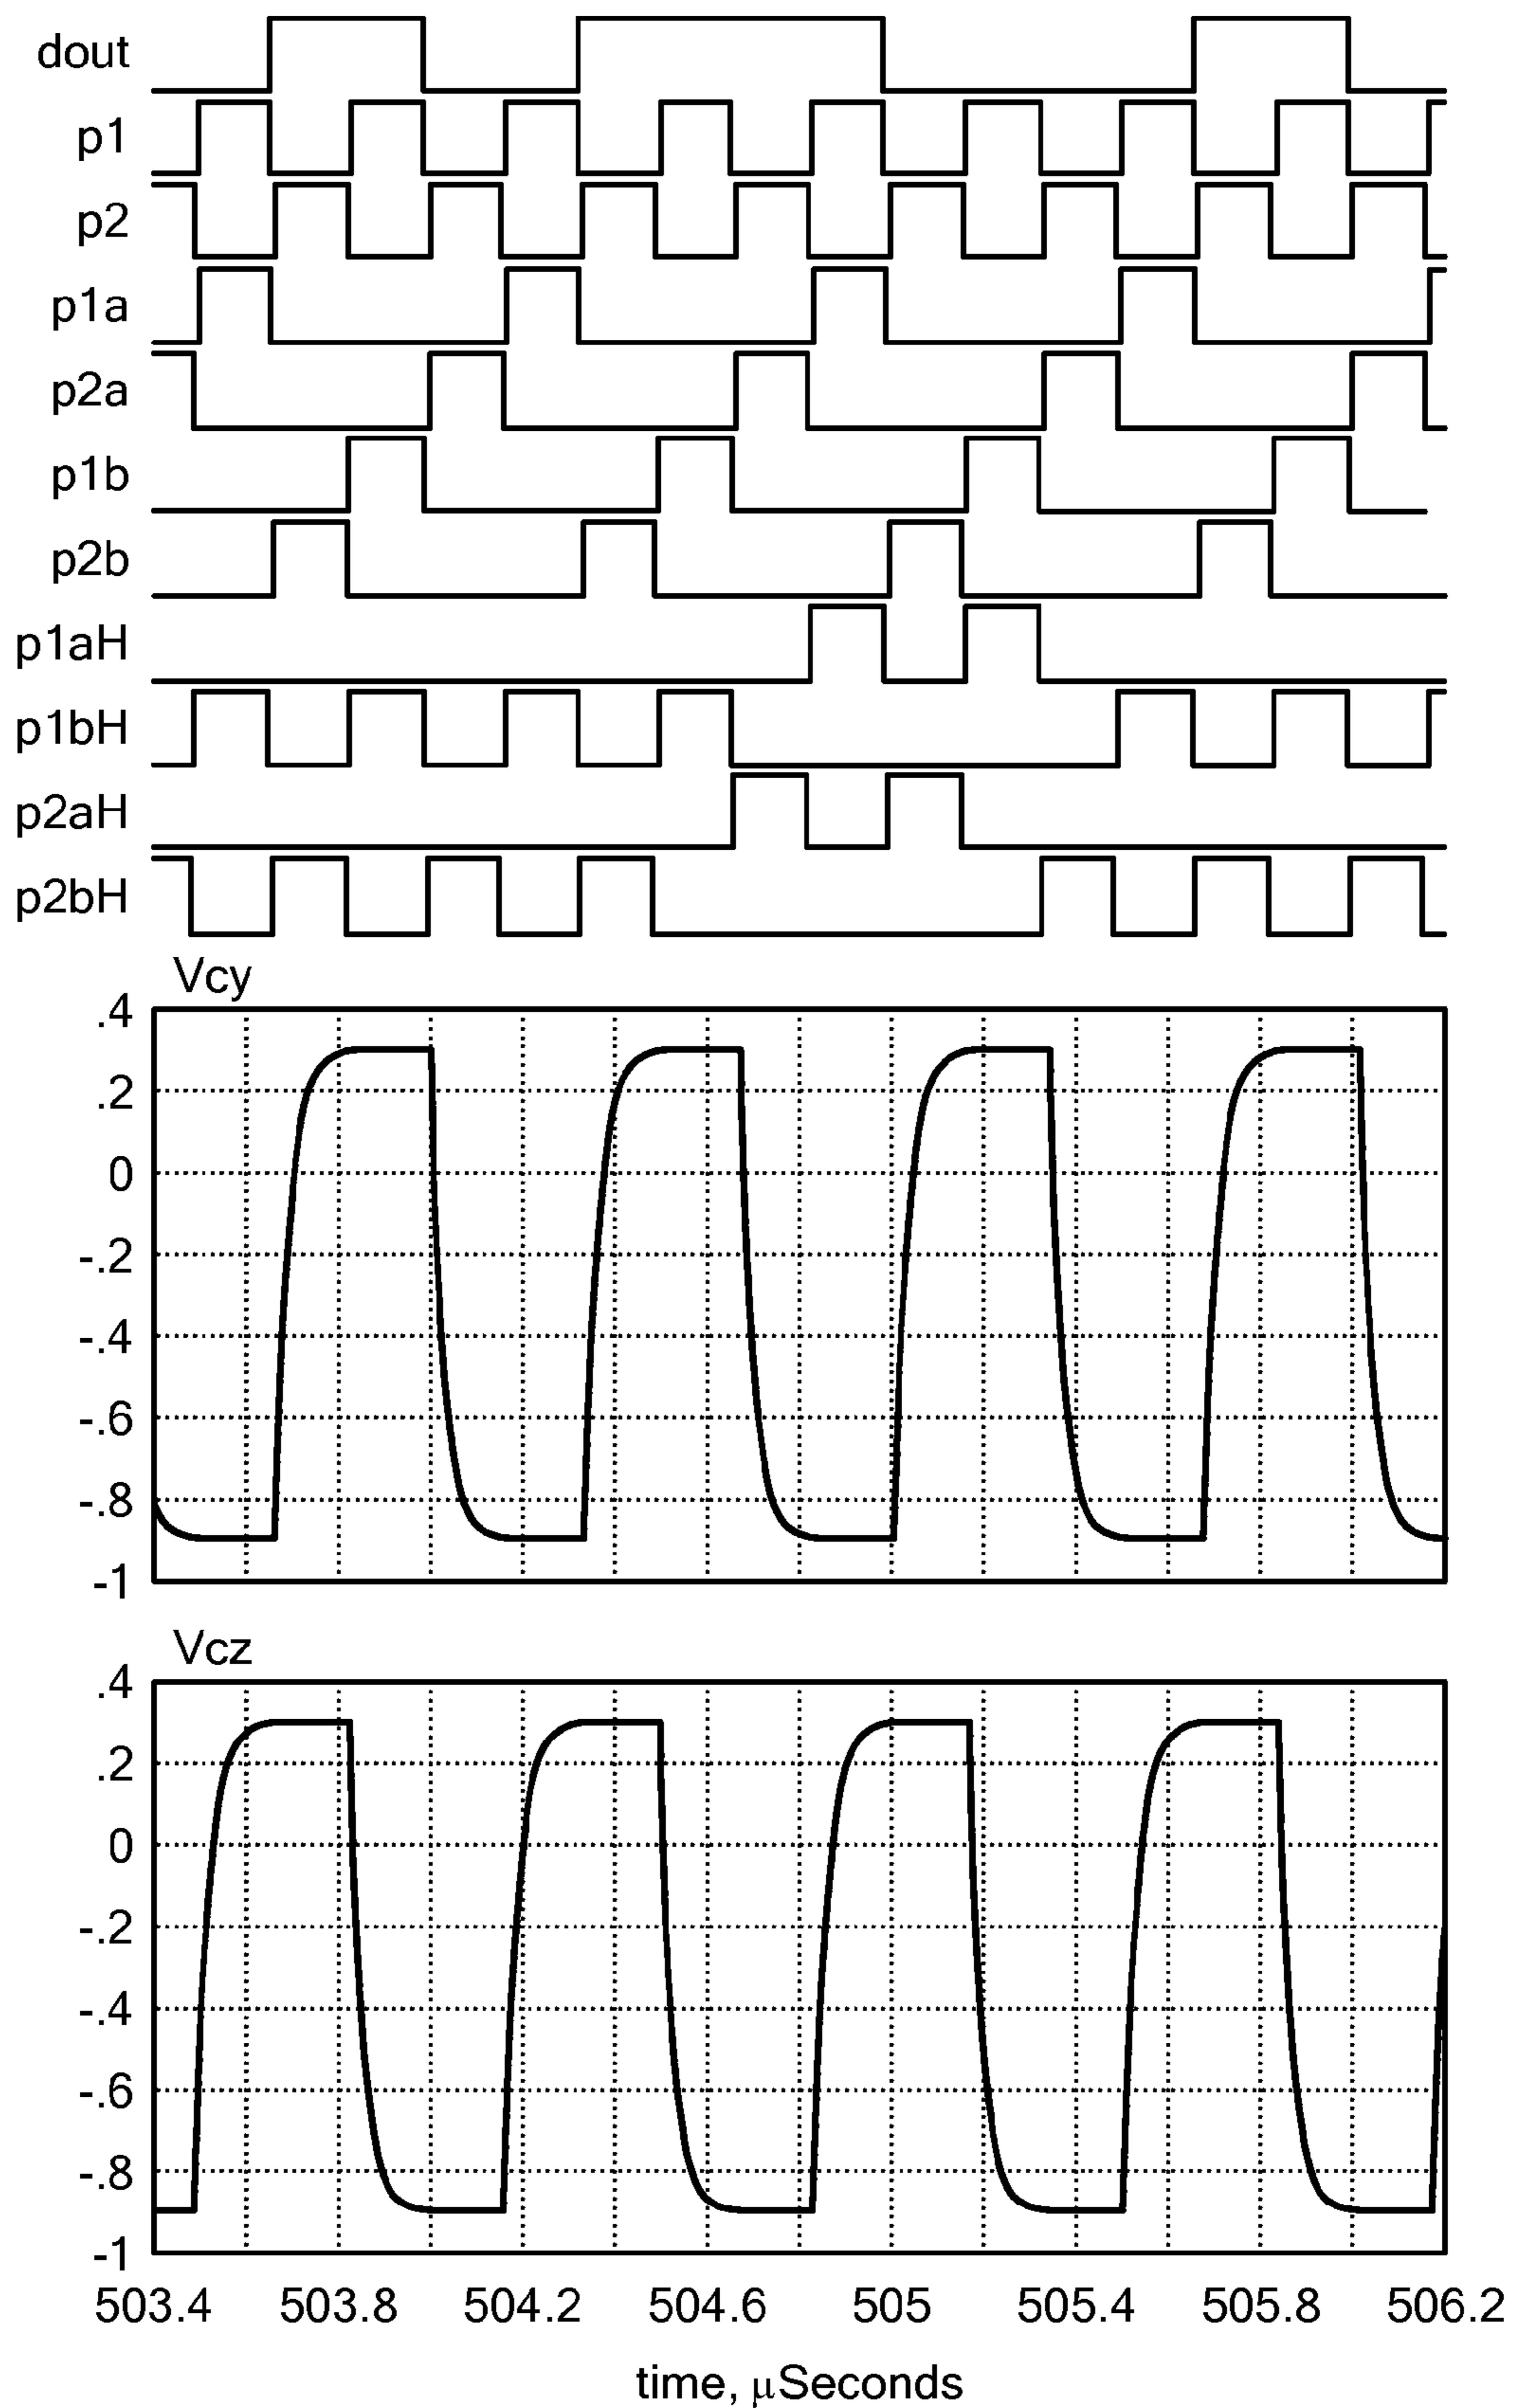 dout
p1
p2
p1a
p2a
p1b
p2b
p1aH
p1bH
p2aH
p2bH
Vcy
.4
.2
0
-.2
-.4
-.6
-.8
-1
Vcz
.4
.2
0
-.2
-.4
-.6
-.8
-1
503.4 503.8 504.2 504.6 505 505.4 505.8 506.2
time, μSeconds